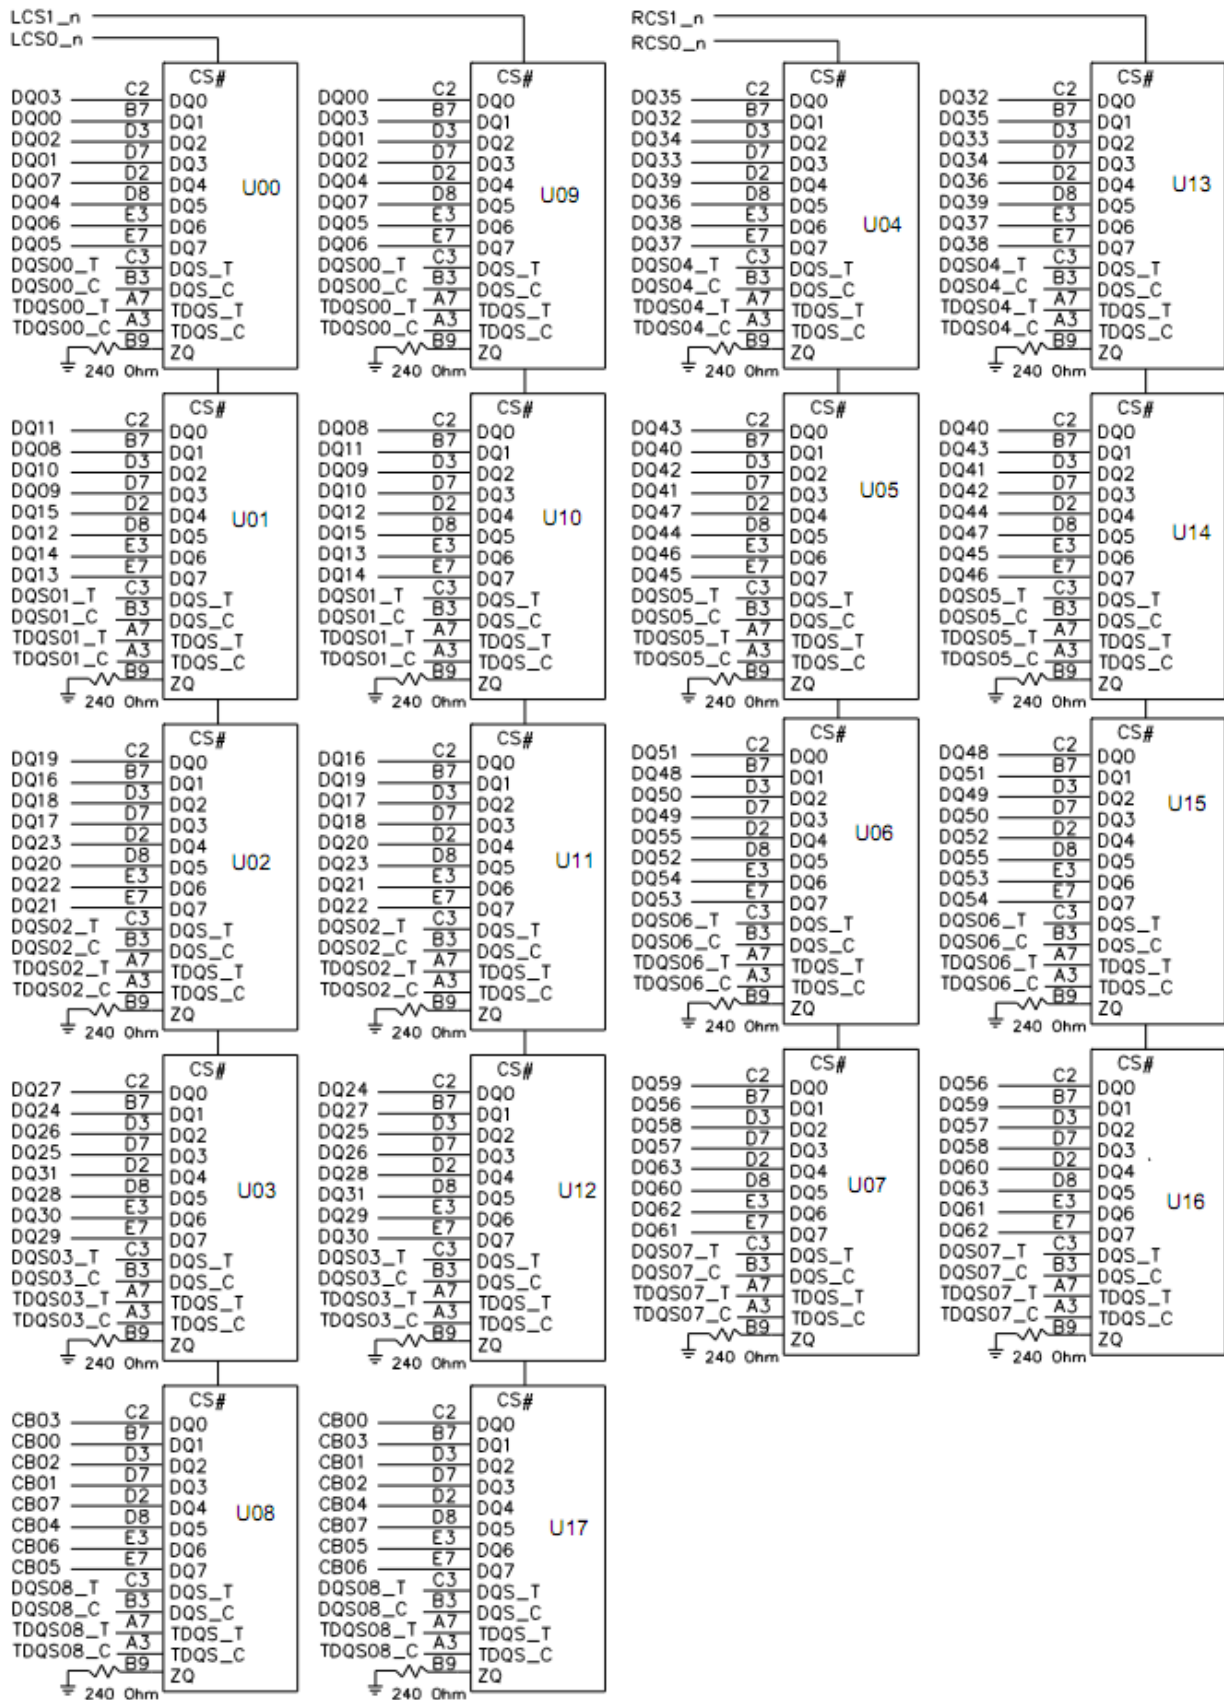 LCS1_n
LCS0_n
CS#
DQ03 C2 DQ0
DQ00 B7 DQ1
DQ02 D3 DQ2
DQ01 D7 DQ3
DQ07 D2 DQ4 U00
DQ04 D8 DQ5
DQ06 E3 DQ6
DQ05 E7 DQ7
DQS00_T C3 DQS_T
DQS00_C B3 DQS_C
TDQS00_T A7 TDQS_T
TDQS00_C A3 TDQS_C
B9 ZQ
240 Ohm
CS#
DQ11 C2 DQ0
DQ08 B7 DQ1
DQ10 D3 DQ2
DQ09 D7 DQ3
DQ15 D2 DQ4 U01
DQ12 D8 DQ5
DQ14 E3 DQ6
DQ13 E7 DQ7
DQS01_T C3 DQS_T
DQS01_C B3 DQS_C
TDQS01_T A7 TDQS_T
TDQS01_C A3 TDQS_C
B9 ZQ
240 Ohm
CS#
DQ19 C2 DQ0
DQ16 B7 DQ1
DQ18 D3 DQ2
DQ17 D7 DQ3
DQ23 D2 DQ4
DQ20 D8 DQ5 U02
DQ22 E3 DQ6
DQ21 E7 DQ7
DQS02_T C3 DQS_T
DQS02_C B3 DQS_C
TDQS02_T A7 TDQS_T
TDQS02_C A3 TDQS_C
B9 ZQ
240 Ohm
CS#
DQ27 C2 DQ0
DQ24 B7 DQ1
DQ26 D3 DQ2
DQ25 D7 DQ3
DQ31 D2 DQ4
DQ28 D8 DQ5 U03
DQ30 E3 DQ6
DQ29 E7 DQ7
DQS03_T C3 DQS_T
DQS03_C B3 DQS_C
TDQS03_T A7 TDQS_T
TDQS03_C A3 TDQS_C
B9 ZQ
240 Ohm
CS#
CB03 C2 DQ0
CB00 B7 DQ1
CB02 D3 DQ2
CB01 D7 DQ3
CB07 D2 DQ4 U08
CB04 D8 DQ5
CB06 E3 DQ6
CB05 E7 DQ7
DQS08_T C3 DQS_T
DQS08_C B3 DQS_C
TDQS08_T A7 TDQS_T
TDQS08_C A3 TDQS_C
B9 ZQ
240 Ohm
CS#
DQ00 C2 DQ0
DQ03 B7 DQ1
DQ01 D3 DQ2
DQ02 D7 DQ3
DQ04 D2 DQ4 U09
DQ07 D8 DQ5
DQ05 E3 DQ6
DQ06 E7 DQ7
DQS00_T C3 DQS_T
DQS00_C B3 DQS_C
TDQS00_T A7 TDQS_T
TDQS00_C A3 TDQS_C
B9 ZQ
240 Ohm
CS#
DQ08 C2 DQ0
DQ11 B7 DQ1
DQ09 D3 DQ2
DQ10 D7 DQ3
DQ12 D2 DQ4 U10
DQ15 D8 DQ5
DQ13 E3 DQ6
DQ14 E7 DQ7
DQS01_T C3 DQS_T
DQS01_C B3 DQS_C
TDQS01_T A7 TDQS_T
TDQS01_C A3 TDQS_C
B9 ZQ
240 Ohm
CS#
DQ16 C2 DQ0
DQ19 B7 DQ1
DQ17 D3 DQ2
DQ18 D7 DQ3
DQ20 D2 DQ4
DQ23 D8 DQ5 U11
DQ21 E3 DQ6
DQ22 E7 DQ7
DQS02_T C3 DQS_T
DQS02_C B3 DQS_C
TDQS02_T A7 TDQS_T
TDQS02_C A3 TDQS_C
B9 ZQ
240 Ohm
CS#
DQ24 C2 DQ0
DQ27 B7 DQ1
DQ25 D3 DQ2
DQ26 D7 DQ3
DQ28 D2 DQ4
DQ31 D8 DQ5 U12
DQ29 E3 DQ6
DQ30 E7 DQ7
DQS03_T C3 DQS_T
DQS03_C B3 DQS_C
TDQS03_T A7 TDQS_T
TDQS03_C A3 TDQS_C
B9 ZQ
240 Ohm
CS#
CB00 C2 DQ0
CB03 B7 DQ1
CB01 D3 DQ2
CB02 D7 DQ3
CB04 D2 DQ4
CB07 D8 DQ5 U17
CB05 E3 DQ6
CB06 E7 DQ7
DQS08_T C3 DQS_T
DQS08_C B3 DQS_C
TDQS08_T A7 TDQS_T
TDQS08_C A3 TDQS_C
B9 ZQ
240 Ohm
RCS1_n
RCS0_n
CS#
DQ35 C2 DQ0
DQ32 B7 DQ1
DQ34 D3 DQ2
DQ33 D7 DQ3
DQ39 D2 DQ4
DQ36 D8 DQ5
DQ38 E3 DQ6 U04
DQ37 E7 DQ7
DQS04_T C3 DQS_T
DQS04_C B3 DQS_C
TDQS04_T A7 TDQS_T
TDQS04_C A3 TDQS_C
B9 ZQ
240 Ohm
CS#
DQ43 C2 DQ0
DQ40 B7 DQ1
DQ42 D3 DQ2
DQ41 D7 DQ3 U05
DQ47 D2 DQ4
DQ44 D8 DQ5
DQ46 E3 DQ6
DQ45 E7 DQ7
DQS05_T C3 DQS_T
DQS05_C B3 DQS_C
TDQS05_T A7 TDQS_T
TDQS05_C A3 TDQS_C
B9 ZQ
240 Ohm
CS#
DQ51 C2 DQ0
DQ48 B7 DQ1
DQ50 D3 DQ2
DQ49 D7 DQ3
DQ55 D2 DQ4 U06
DQ52 D8 DQ5
DQ54 E3 DQ6
DQ53 E7 DQ7
DQS06_T C3 DQS_T
DQS06_C B3 DQS_C
TDQS06_T A7 TDQS_T
TDQS06_C A3 TDQS_C
B9 ZQ
240 Ohm
CS#
DQ59 C2 DQ0
DQ56 B7 DQ1
DQ58 D3 DQ2
DQ57 D7 DQ3
DQ63 D2 DQ4
DQ60 D8 DQ5 U07
DQ62 E3 DQ6
DQ61 E7 DQ7
DQS07_T C3 DQS_T
DQS07_C B3 DQS_C
TDQS07_T A7 TDQS_T
TDQS07_C A3 TDQS_C
B9 ZQ
240 Ohm
CS#
DQ32 C2 DQ0
DQ35 B7 DQ1
DQ33 D3 DQ2
DQ34 D7 DQ3
DQ36 D2 DQ4 U13
DQ39 D8 DQ5
DQ37 E3 DQ6
DQ38 E7 DQ7
DQS04_T C3 DQS_T
DQS04_C B3 DQS_C
TDQS04_T A7 TDQS_T
TDQS04_C A3 TDQS_C
B9 ZQ
240 Ohm
CS#
DQ40 C2 DQ0
DQ43 B7 DQ1
DQ41 D3 DQ2
DQ42 D7 DQ3
DQ44 D2 DQ4
DQ47 D8 DQ5 U14
DQ45 E3 DQ6
DQ46 E7 DQ7
DQS05_T C3 DQS_T
DQS05_C B3 DQS_C
TDQS05_T A7 TDQS_T
TDQS05_C A3 TDQS_C
B9 ZQ
240 Ohm
CS#
DQ48 C2 DQ0
DQ51 B7 DQ1
DQ49 D3 DQ2 U15
DQ50 D7 DQ3
DQ52 D2 DQ4
DQ55 D8 DQ5
DQ53 E3 DQ6
DQ54 E7 DQ7
DQS06_T C3 DQS_T
DQS06_C B3 DQS_C
TDQS06_T A7 TDQS_T
TDQS06_C A3 TDQS_C
B9 ZQ
240 Ohm
CS#
DQ56 C2 DQ0
DQ59 B7 DQ1
DQ57 D3 DQ2
DQ58 D7 DQ3
DQ60 D2 DQ4
DQ63 D8 DQ5 U16
DQ61 E3 DQ6
DQ62 E7 DQ7
DQS07_T C3 DQS_T
DQS07_C B3 DQS_C
TDQS07_T A7 TDQS_T
TDQS07_C A3 TDQS_C
B9 ZQ
240 Ohm